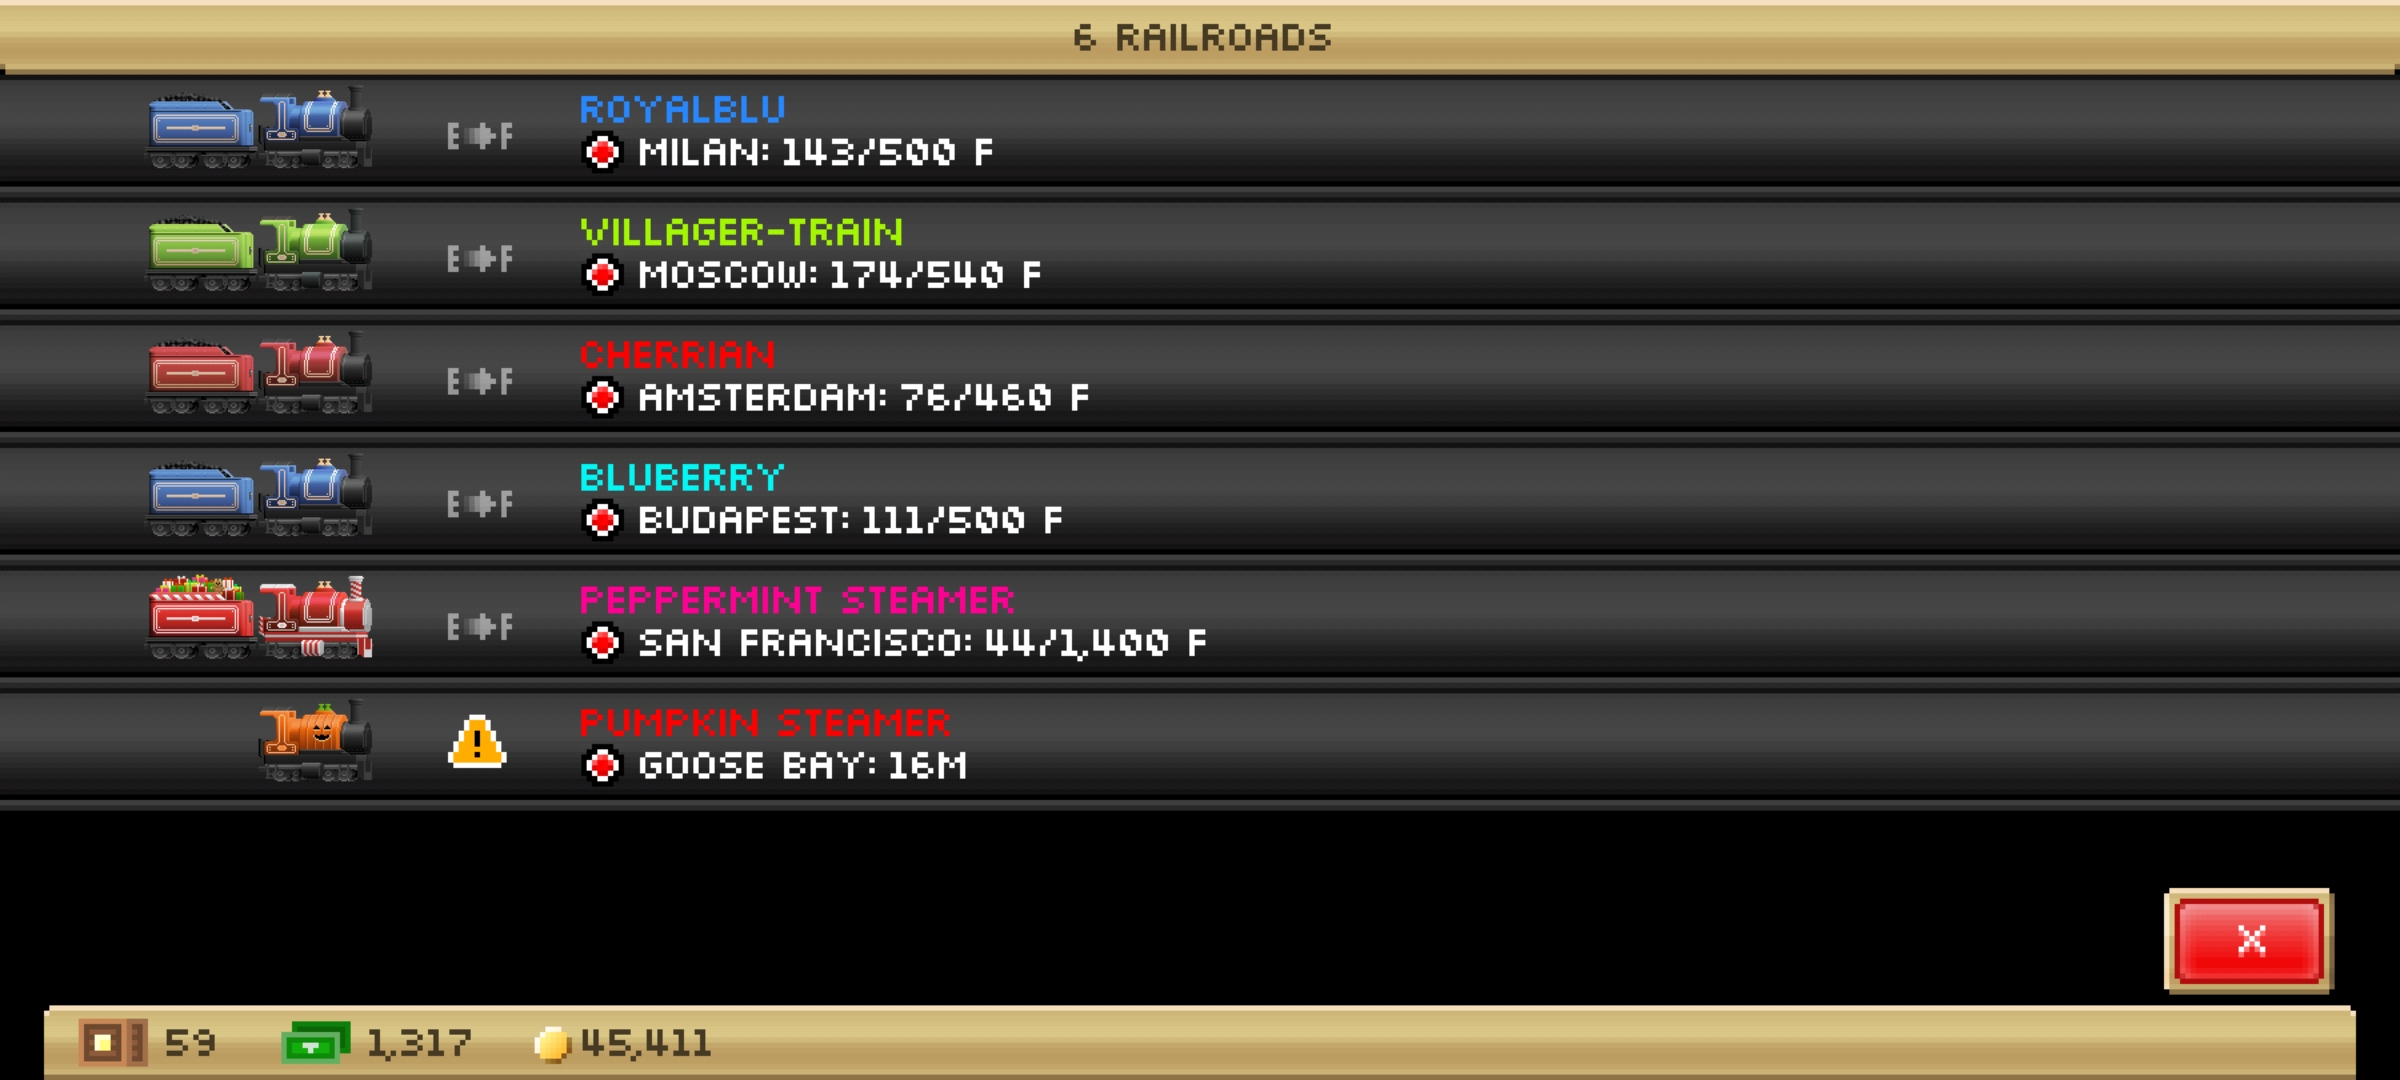 6 RAILROADS
ROYALBLU
E F
MILAN: 143/500 F
VILLAGER-TRAIN
E F
MOSCOW: 174/540 F
CHERRIAN
E F
AMSTERDAM: 76/460 F
BLUBERRY
E F
BUDAPEST: 111/500 F
PEPPERMINT STEAMER
E F
SAN FRANCISCO: 44/1,400 F
PUMPKIN STEAMER
!
GOOSE BAY: 16M
X
59 1,317 45,411